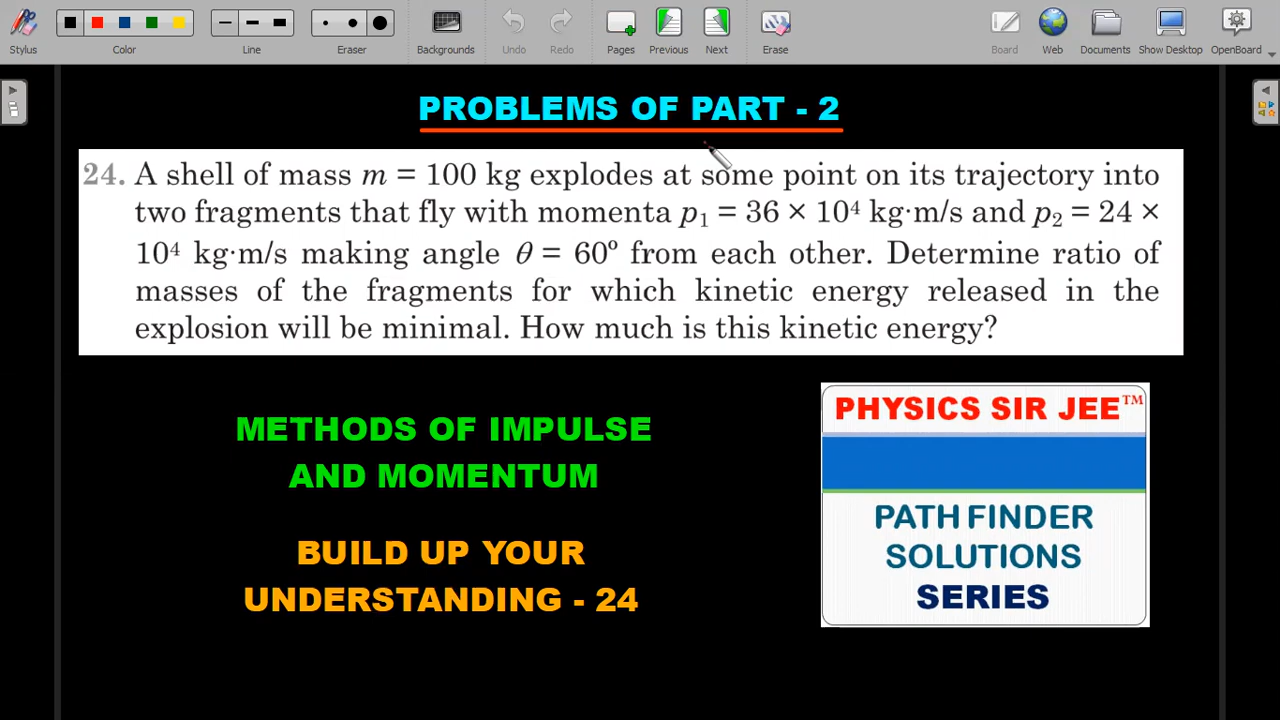 Stylus
Color
Line
Eraser
Backgrounds
Undo
Redo
Pages
Previous
Next
Erase
Board
Web
Documents
Show Desktop
OpenBoard
PROBLEMS OF PART - 2
24. A shell of mass m = 100 kg explodes at some point on its trajectory into
two fragments that fly with momenta p₁ = 36 × 10⁴ kg·m/s and p₂ = 24 ×
10⁴ kg·m/s making angle θ = 60º from each other. Determine ratio of
masses of the fragments for which kinetic energy released in the
explosion will be minimal. How much is this kinetic energy?
METHODS OF IMPULSE
AND MOMENTUM
BUILD UP YOUR
UNDERSTANDING - 24
PHYSICS SIR JEE™
PATH FINDER
SOLUTIONS
SERIES